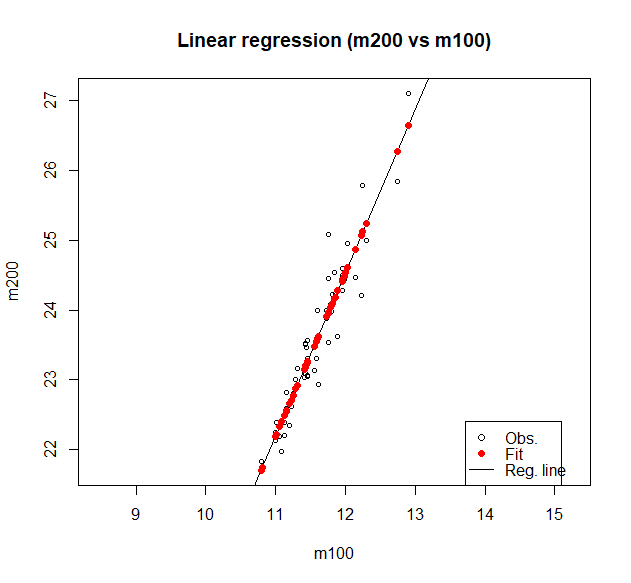 Linear regression (m200 vs m100)
27
26
25
24
23
22
m200
9 10 11 12 13 14 15
m100
Obs.
Fit
Reg. line